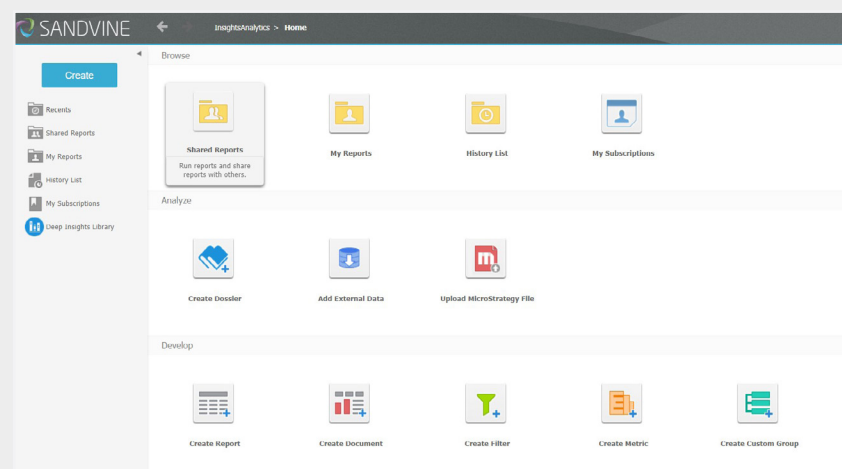 SANDVINE
InsightsAnalytics > Home
Create
Recents
Shared Reports
My Reports
History List
My Subscriptions
Deep Insights Library
Browse
Shared Reports
Run reports and share
reports with others.
My Reports
History List
My Subscriptions
Analyze
Create Dossier
Add External Data
Upload MicroStrategy File
Develop
Create Report
Create Document
Create Filter
Create Metric
Create Custom Group